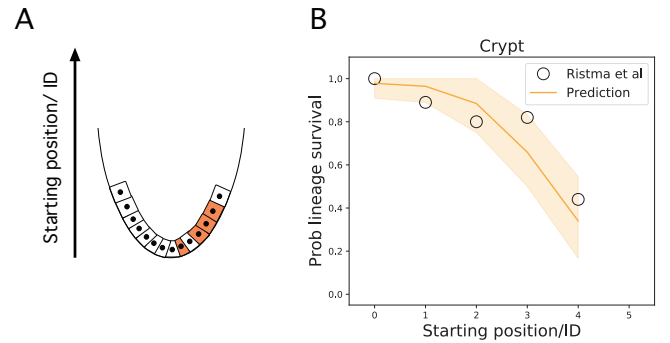 A
Starting position/ ID
B
Crypt
Ristma et al
Prediction
Prob lineage survival
1,0
0,8
0,6
0.4
0.2
0.0
0
1
2
3
4
5
Starting position/ID